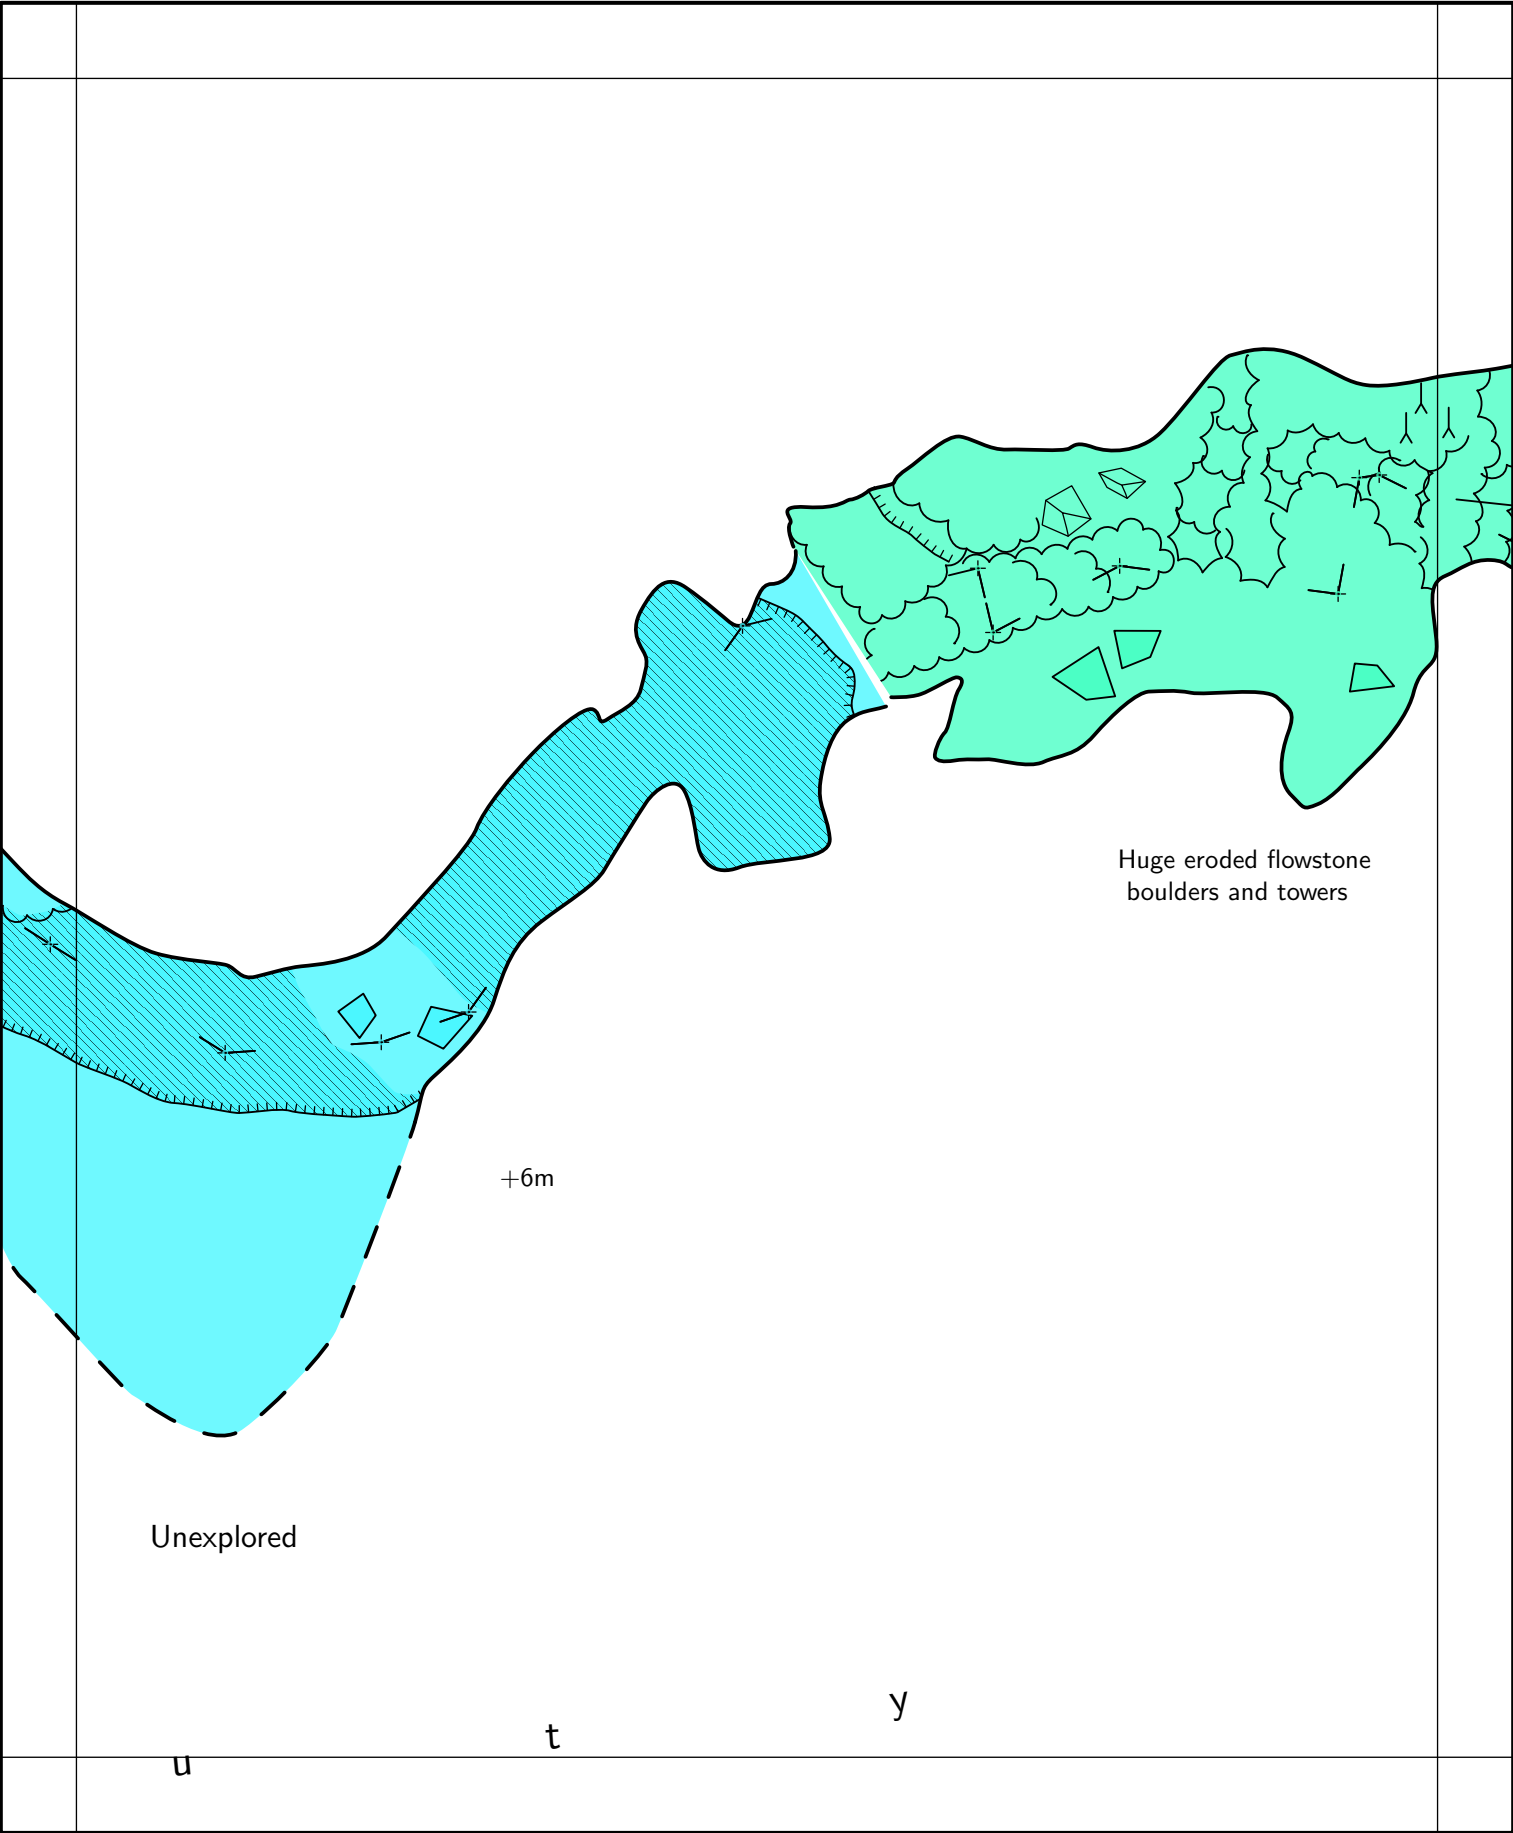 Huge eroded flowstone
boulders and towers
+6m
Unexplored
y
t
u